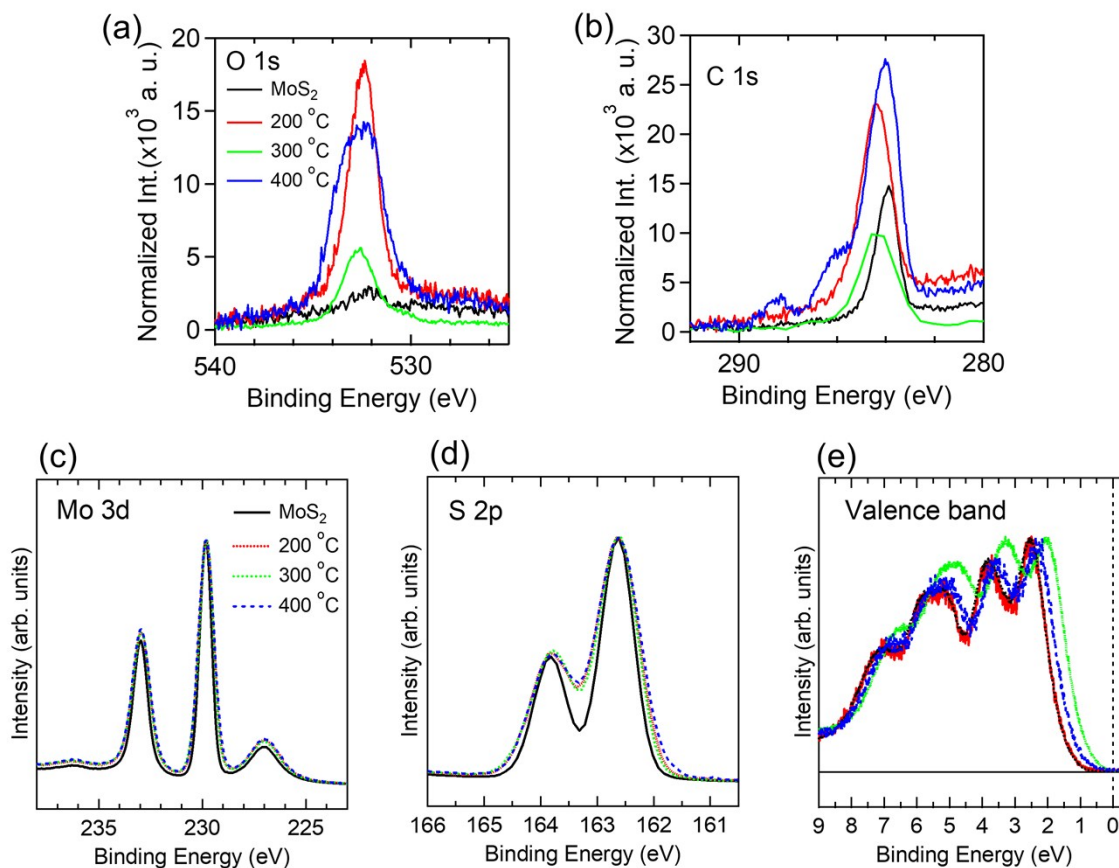 (a)
O 1s
MoS₂
200 °C
300 °C
400 °C
20
15
10
5
0
540
530
Normalized Int.(x10³ a. u.)
Binding Energy (eV)
(b)
C 1s
30
25
20
15
10
5
0
290
280
Normalized Int. (x10³ a. u.)
Binding Energy (eV)
(c)
Mo 3d
MoS₂
200 °C
300 °C
400 °C
235
230
225
Intensity (arb. units)
Binding Energy (eV)
(d)
S 2p
166 165 164 163 162 161
Intensity (arb. units)
Binding Energy (eV)
(e)
Valence band
9 8 7 6 5 4 3 2 1 0
Intensity (arb. units)
Binding Energy (eV)